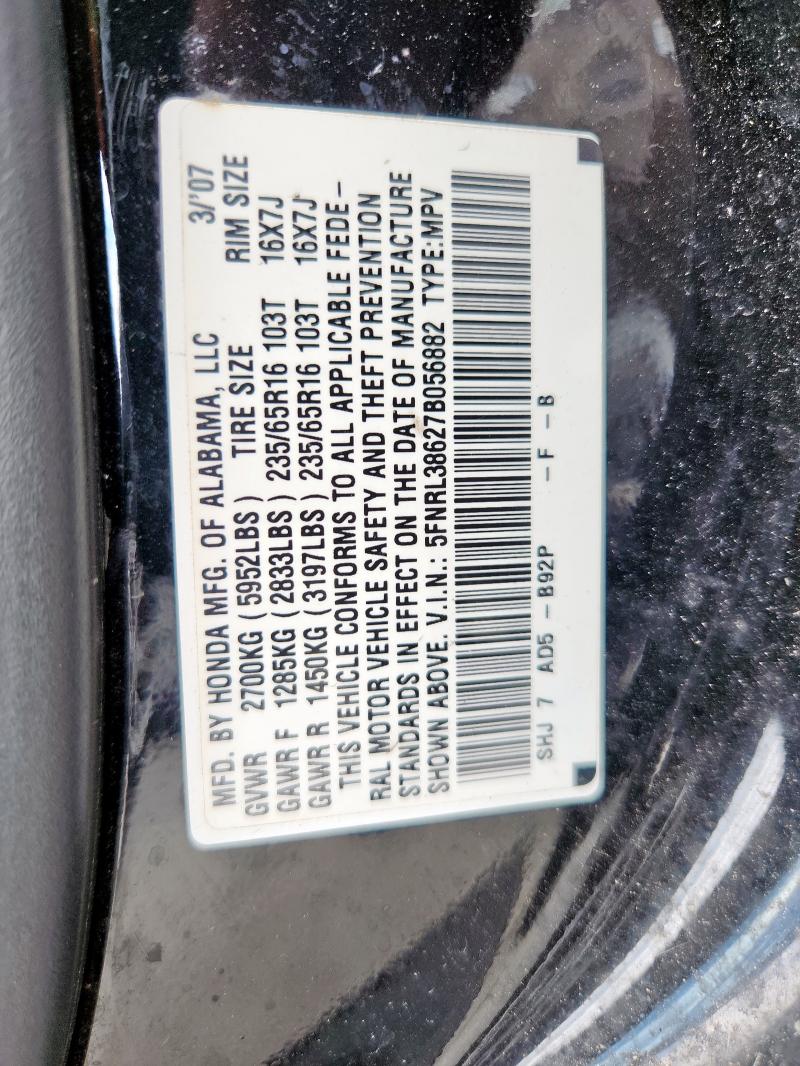 MFD. BY HONDA MFG. OF ALABAMA, LLC 3/'07
GVWR 2700KG (5952LBS) TIRE SIZE RIM SIZE
GAWR F 1285KG (2833LBS) 235/65R16 103T 16X7J
GAWR R 1450KG (3197LBS) 235/65R16 103T 16X7J
THIS VEHICLE CONFORMS TO ALL APPLICABLE FEDE-
RAL MOTOR VEHICLE SAFETY AND THEFT PREVENTION
STANDARDS IN EFFECT ON THE DATE OF MANUFACTURE
SHOWN ABOVE. V.I.N.: 5FNRL38627B056882 TYPE:MPV
SHJ 7 AD5 - B92P - F - B